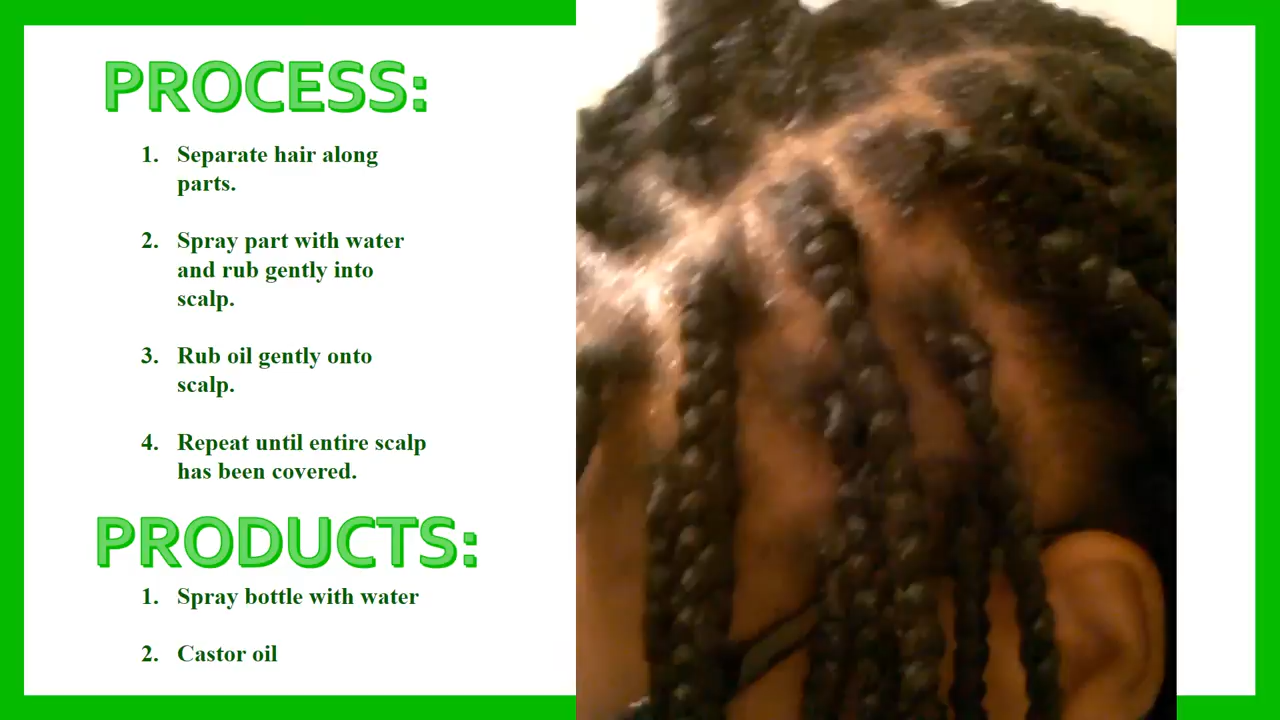 PROCESS:
1. Separate hair along
parts.
2. Spray part with water
and rub gently into
scalp.
3. Rub oil gently onto
scalp.
4. Repeat until entire scalp
has been covered.
PRODUCTS:
1. Spray bottle with water
2. Castor oil